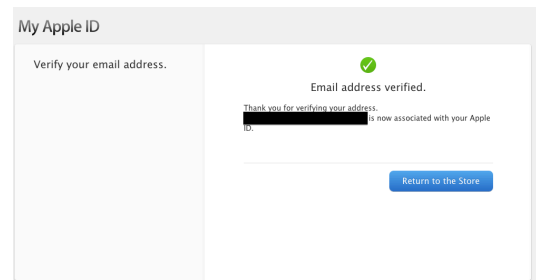 My Apple ID
Verify your email address.
Email address verified.
Thank you for verifying your address.
is now associated with your Apple
ID.
Return to the Store